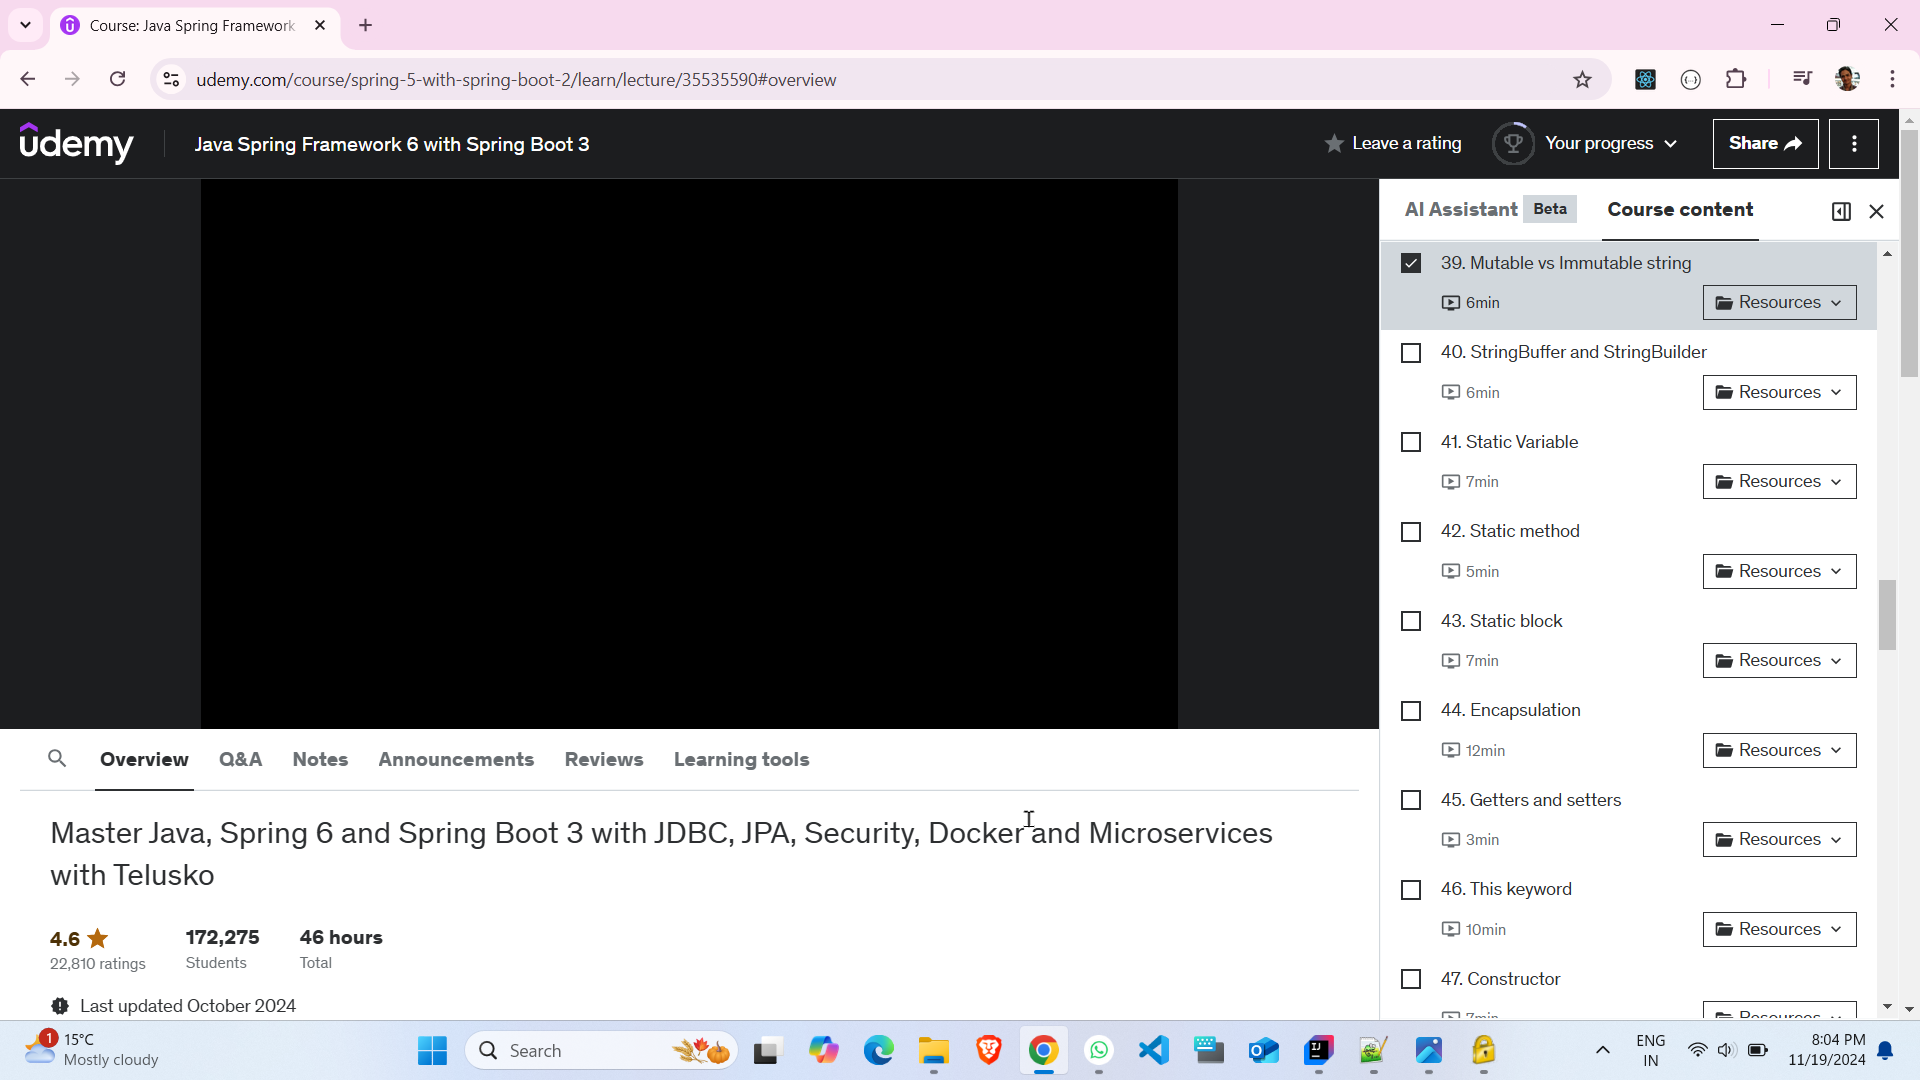 Course: Java Spring Framework
udemy.com/course/spring-5-with-spring-boot-2/learn/lecture/35535590#overview
udemy
Java Spring Framework 6 with Spring Boot 3
Leave a rating
Your progress
Share
AI Assistant Beta
Course content
39. Mutable vs Immutable string
6min
Resources
40. StringBuffer and StringBuilder
6min
Resources
41. Static Variable
7min
Resources
42. Static method
5min
Resources
43. Static block
7min
Resources
44. Encapsulation
12min
Resources
45. Getters and setters
3min
Resources
46. This keyword
10min
Resources
47. Constructor
7min
Resources
Overview Q&A Notes Announcements Reviews Learning tools
Master Java, Spring 6 and Spring Boot 3 with JDBC, JPA, Security, Docker and Microservices
with Telusko
4.6 172,275 46 hours
22,810 ratings Students Total
Last updated October 2024
1
15°C
Mostly cloudy
Search
ENG
IN
8:04 PM
11/19/2024